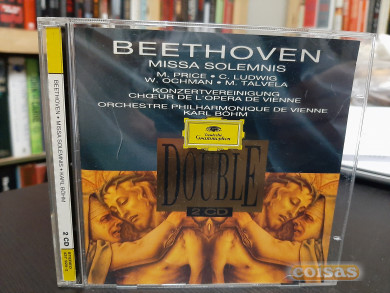 BEETHOVEN
MISSA SOLEMNIS
M. PRICE • C. LUDWIG
W. OCHMAN • M. TALVELA
KONZERTVEREINIGUNG
CHŒUR DE L'OPERA DE VIENNE
ORCHESTRE PHILHARMONIQUE DE VIENNE
KARL BÖHM
Deutsche
Grammophon
DOUBLE
2 CD
BEETHOVEN • MISSA SOLEMNIS • KARL BÖHM
2 CD
coisas